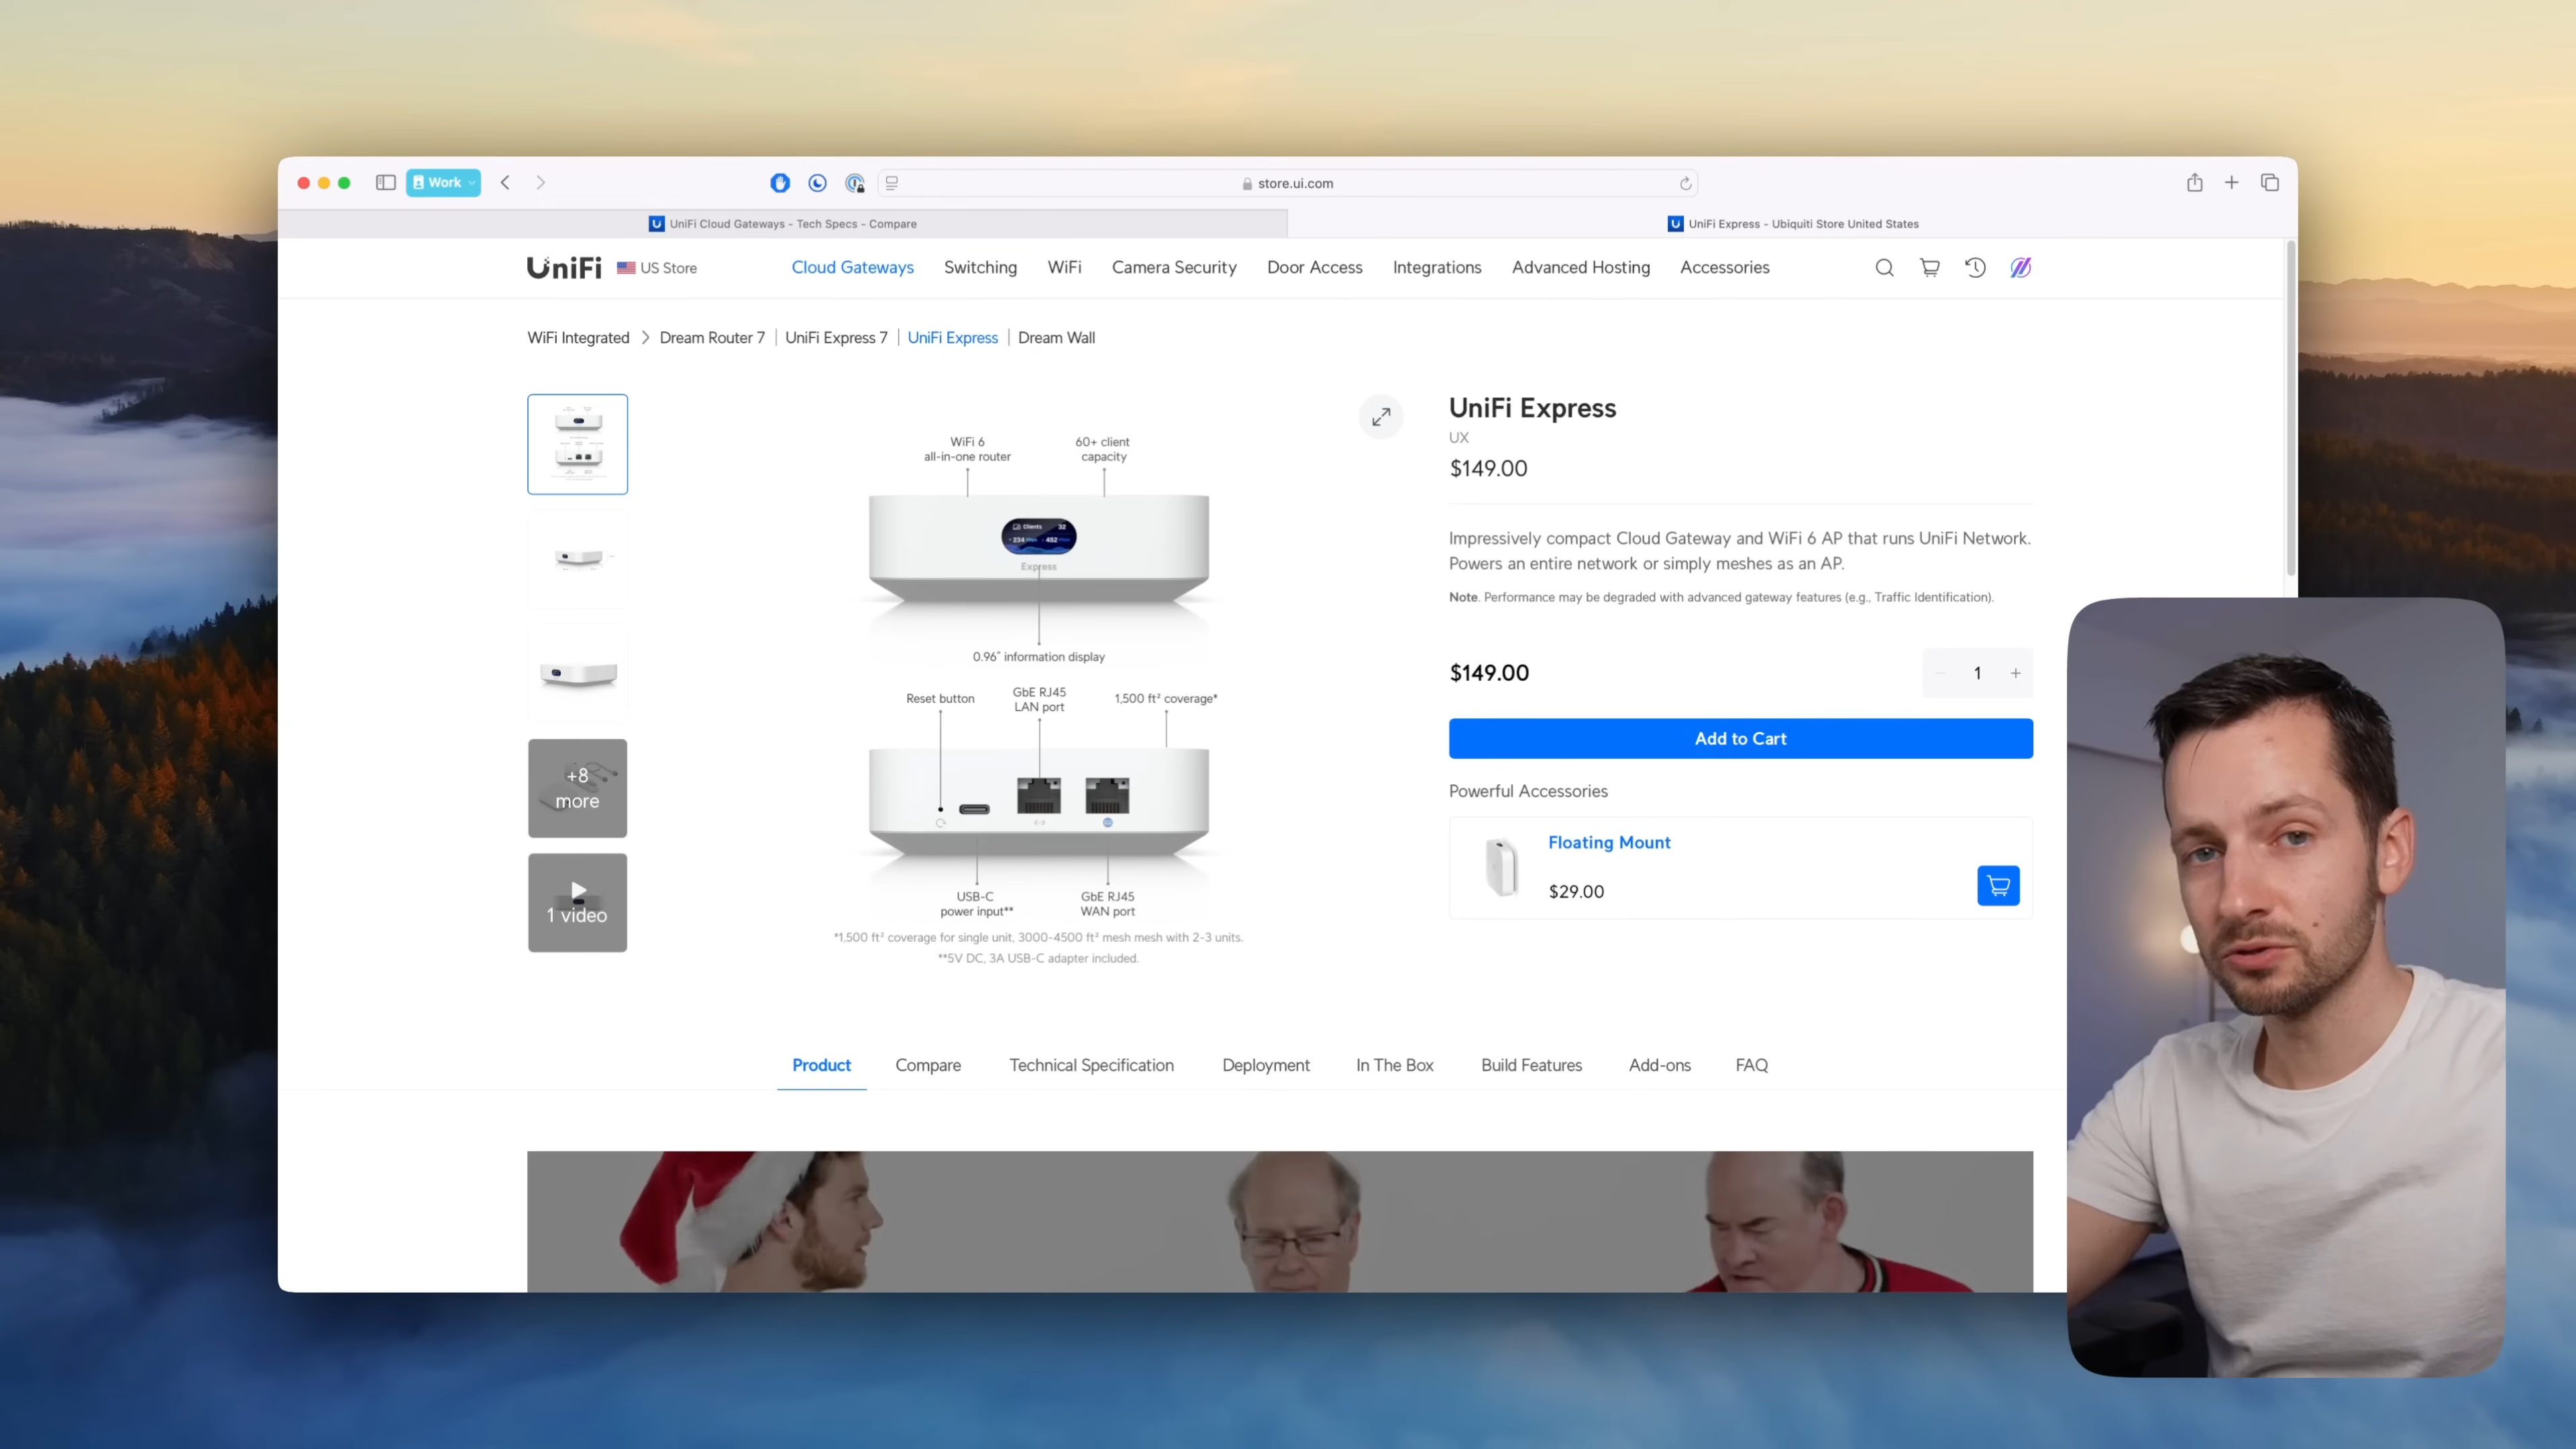 Work
store.ui.com
UniFi Cloud Gateways - Tech Specs - Compare
UniFi Express - Ubiquiti Store United States
UniFi
US Store
Cloud Gateways
Switching
WiFi
Camera Security
Door Access
Integrations
Advanced Hosting
Accessories
WiFi Integrated
Dream Router 7
UniFi Express 7
UniFi Express
Dream Wall
+8
more
1 video
WiFi 6
all-in-one router
60+ client
capacity
Clients 32
234 452
Express
0.96" information display
Reset button
GbE RJ45
LAN port
1,500 ft² coverage*
USB-C
power input**
GbE RJ45
WAN port
*1,500 ft² coverage for single unit, 3000-4500 ft² mesh mesh with 2-3 units.
**5V DC, 3A USB-C adapter included.
UniFi Express
UX
$149.00
Impressively compact Cloud Gateway and WiFi 6 AP that runs UniFi Network.
Powers an entire network or simply meshes as an AP.
Note. Performance may be degraded with advanced gateway features (e.g., Traffic Identification).
$149.00
- 1 +
Add to Cart
Powerful Accessories
Floating Mount
$29.00
Product
Compare
Technical Specification
Deployment
In The Box
Build Features
Add-ons
FAQ